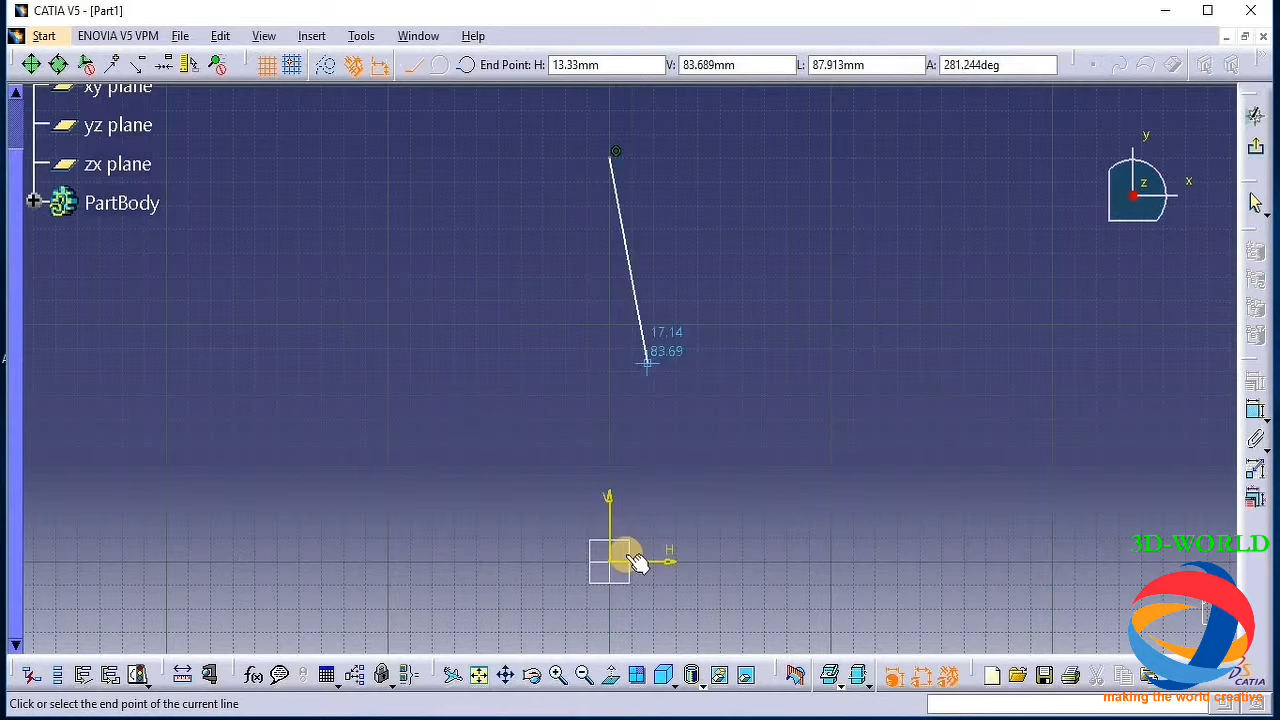 CATIA V5 - [Part1]
Start ENOVIA V5 VPM File Edit View Insert Tools Window Help
End Point: H: 13.33mm V: 83.689mm L: 87.913mm A: 281.244deg
xy plane
yz plane
zx plane
PartBody
y
z
x
17.14
83.69
V
H
3D-WORLD
f(x)
CATIA
making the world creative
Click or select the end point of the current line